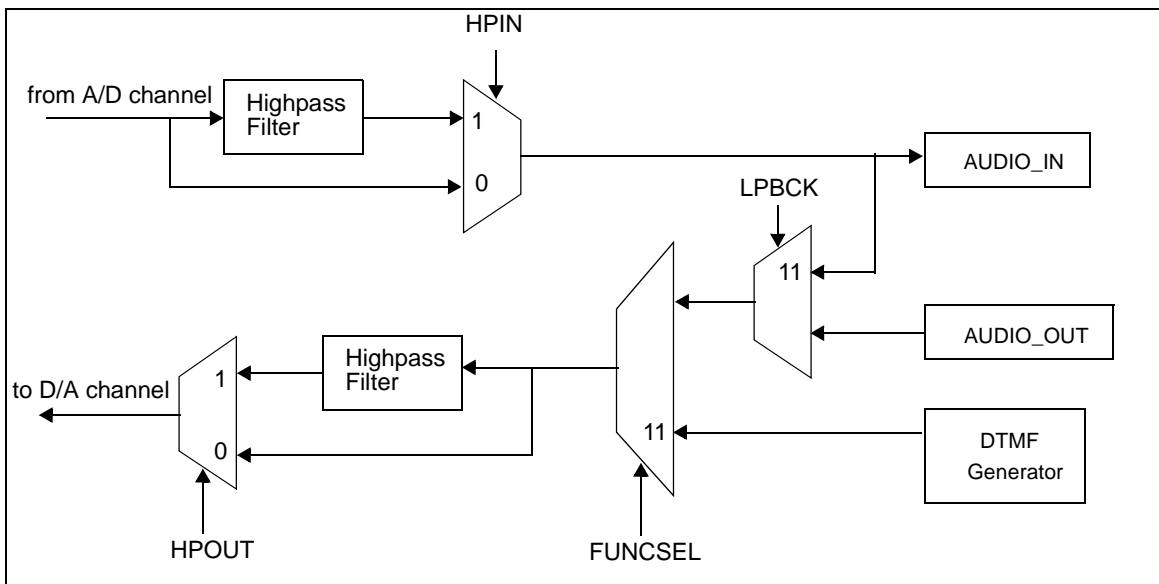 HPIN
from A/D channel
Highpass
Filter
1
0
AUDIO_IN
LPBCK
11
AUDIO_OUT
Highpass
Filter
1
to D/A channel
0
11
DTMF
Generator
HPOUT
FUNCSEL